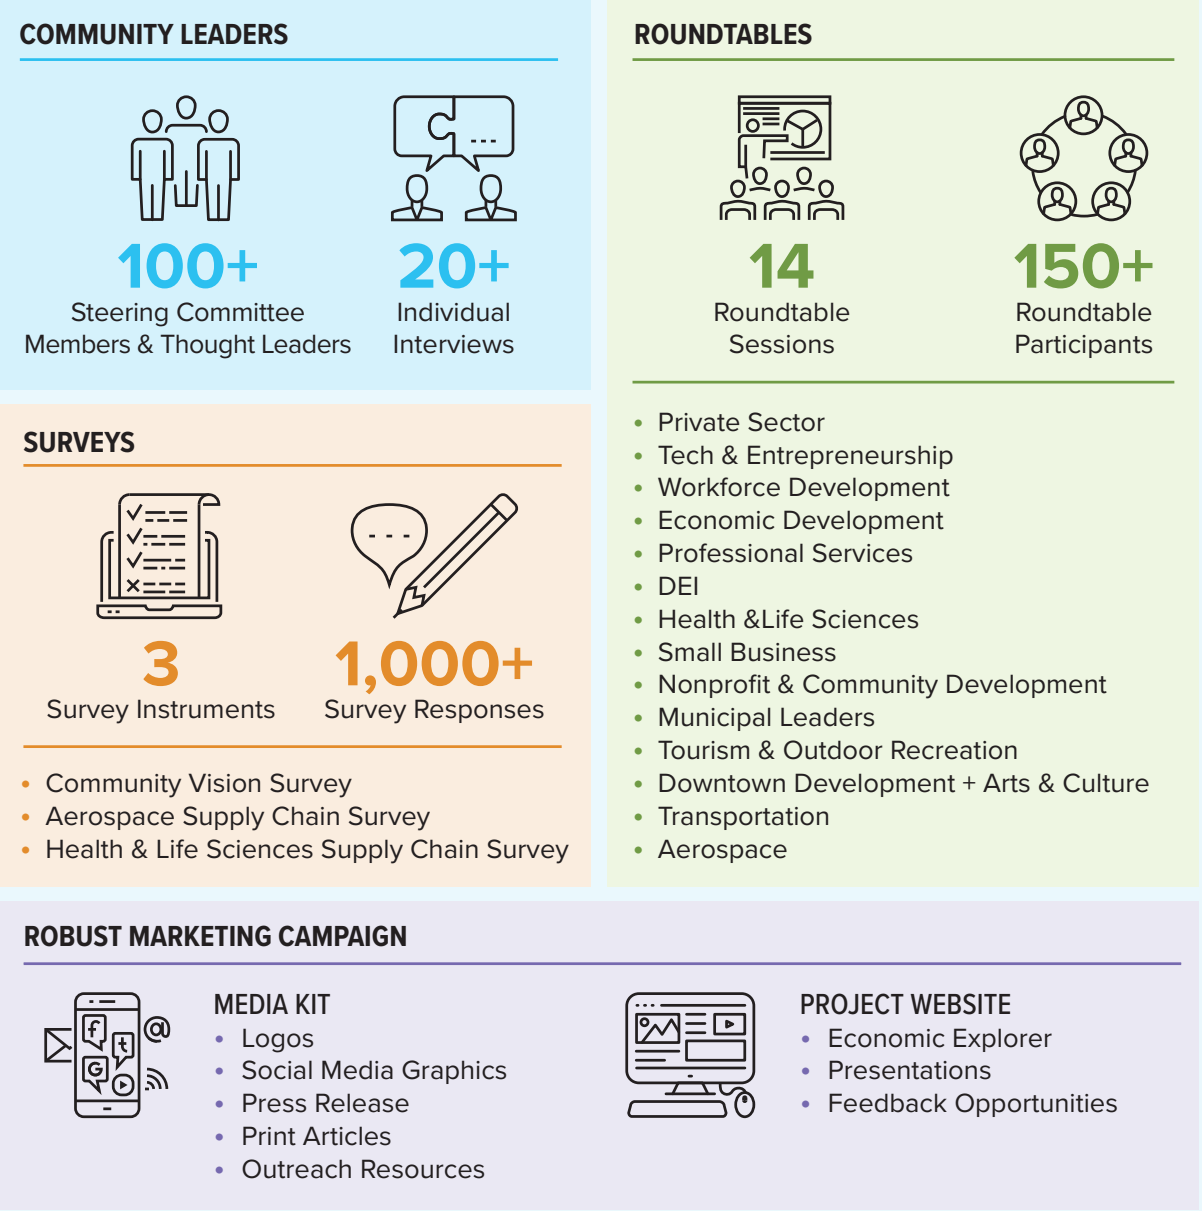 COMMUNITY LEADERS
100+
Steering Committee
Members & Thought Leaders
20+
Individual
Interviews
SURVEYS
3
Survey Instruments
1,000+
Survey Responses
• Community Vision Survey
• Aerospace Supply Chain Survey
• Health & Life Sciences Supply Chain Survey
ROUNDTABLES
14
Roundtable
Sessions
150+
Roundtable
Participants
• Private Sector
• Tech & Entrepreneurship
• Workforce Development
• Economic Development
• Professional Services
• DEI
• Health &Life Sciences
• Small Business
• Nonprofit & Community Development
• Municipal Leaders
• Tourism & Outdoor Recreation
• Downtown Development + Arts & Culture
• Transportation
• Aerospace
ROBUST MARKETING CAMPAIGN
f
t
G
@
MEDIA KIT
• Logos
• Social Media Graphics
• Press Release
• Print Articles
• Outreach Resources
PROJECT WEBSITE
• Economic Explorer
• Presentations
• Feedback Opportunities